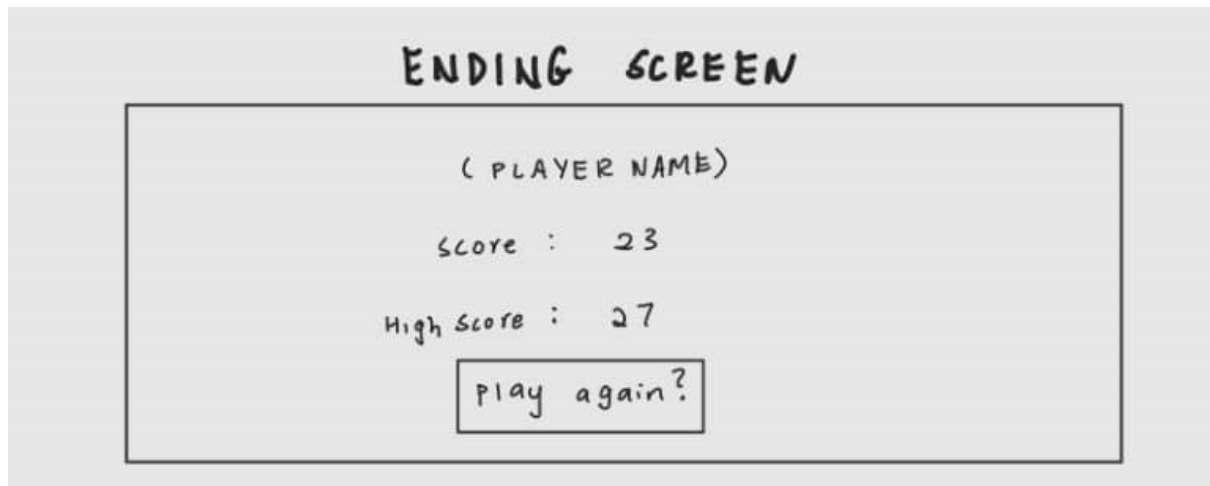 ENDING SCREEN
(PLAYER NAME)
Score : 23
High Score : 27
Play again?